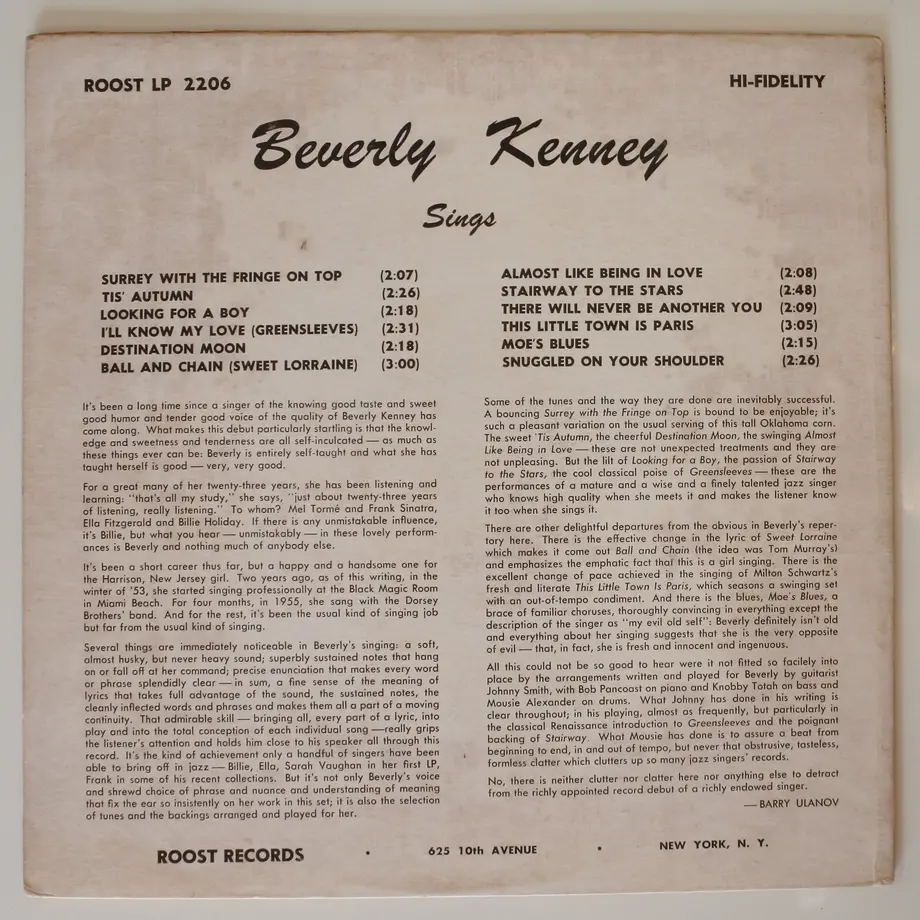 ROOST LP 2206
HI-FIDELITY
Beverly Kenney
Sings
SURREY WITH THE FRINGE ON TOP (2:07)
TIS' AUTUMN (2:26)
LOOKING FOR A BOY (2:18)
I'LL KNOW MY LOVE (GREENSLEEVES) (2:31)
DESTINATION MOON (2:18)
BALL AND CHAIN (SWEET LORRAINE) (3:00)
ALMOST LIKE BEING IN LOVE (2:08)
STAIRWAY TO THE STARS (2:48)
THERE WILL NEVER BE ANOTHER YOU (2:09)
THIS LITTLE TOWN IS PARIS (3:05)
MOE'S BLUES (2:15)
SNUGGLED ON YOUR SHOULDER (2:26)
It's been a long time since a singer of the knowing good taste and sweet
good humor and tender good voice of the quality of Beverly Kenney has
come along. What makes this debut particularly startling is that the knowl-
edge and sweetness and tenderness are all self-inculcated — as much as
these things ever can be: Beverly is entirely self-taught and what she has
taught herself is good — very, very good.
For a great many of her twenty-three years, she has been listening and
learning: "that's all my study," she says, "just about twenty-three years
of listening, really listening." To whom? Mel Tormé and Frank Sinatra,
Ella Fitzgerald and Billie Holiday. If there is any unmistakable influence,
it's Billie, but what you hear — unmistakably — in these lovely perform-
ances is Beverly and nothing much of anybody else.
It's been a short career thus far, but a happy and a handsome one for
the Harrison, New Jersey girl. Two years ago, as of this writing, in the
winter of '53, she started singing professionally at the Black Magic Room
in Miami Beach. For four months, in 1955, she sang with the Dorsey
Brothers' band. And for the rest, it's been the usual kind of singing job
but far from the usual kind of singing.
Several things are immediately noticeable in Beverly's singing: a soft,
almost husky, but never heavy sound; superbly sustained notes that hang
on or fall off at her command; precise enunciation that makes every word
or phrase splendidly clear — in sum, a fine sense of the meaning of
lyrics that takes full advantage of the sound, the sustained notes, the
cleanly inflected words and phrases and makes them all a part of a moving
continuity. That admirable skill — bringing all, every part of a lyric, into
play and into the total conception of each individual song —really grips
the listener's attention and holds him close to his speaker all through this
record. It's the kind of achievement only a handful of singers have been
able to bring off in jazz — Billie, Ella, Sarah Vaughan in her first LP,
Frank in some of his recent collections. But it's not only Beverly's voice
and shrewd choice of phrase and nuance and understanding of meaning
that fix the ear so insistently on her work in this set; it is also the selection
of tunes and the backings arranged and played for her.
Some of the tunes and the way they are done are inevitably successful.
A bouncing Surrey with the Fringe on Top is bound to be enjoyable; it's
such a pleasant variation on the usual serving of this tall Oklahoma corn.
The sweet 'Tis Autumn, the cheerful Destination Moon, the swinging Almost
Like Being in Love — these are not unexpected treatments and they are
not unpleasing. But the lilt of Looking for a Boy, the passion of Stairway
to the Stars, the cool classical poise of Greensleeves — these are the
performances of a mature and a wise and a finely talented jazz singer
who knows high quality when she meets it and makes the listener know
it too when she sings it.
There are other delightful departures from the obvious in Beverly's reper-
tory here. There is the effective change in the lyric of Sweet Lorraine
which makes it come out Ball and Chain (the idea was Tom Murray's)
and emphasizes the emphatic fact that this is a girl singing. There is the
excellent change of pace achieved in the singing of Milton Schwartz's
fresh and literate This Little Town Is Paris, which seasons a swinging set
with an out-of-tempo condiment. And there is the blues, Moe's Blues, a
brace of familiar choruses, thoroughly convincing in everything except the
description of the singer as "my evil old self": Beverly definitely isn't old
and everything about her singing suggests that she is the very opposite
of evil — that, in fact, she is fresh and innocent and ingenuous.
All this could not be so good to hear were it not fitted so facilely into
place by the arrangements written and played for Beverly by guitarist
Johnny Smith, with Bob Pancoast on piano and Knobby Totah on bass and
Mousie Alexander on drums. What Johnny has done in his writing is
clear throughout; in his playing, almost as frequently, but particularly in
the classical Renaissance introduction to Greensleeves and the poignant
backing of Stairway. What Mousie has done is to assure a beat from
beginning to end, in and out of tempo, but never that obstrusive, tasteless,
formless clatter which clutters up so many jazz singers' records.
No, there is neither clutter nor clatter here nor anything else to detract
from the richly appointed record debut of a richly endowed singer.
— BARRY ULANOV
ROOST RECORDS • 625 10th AVENUE • NEW YORK, N. Y.